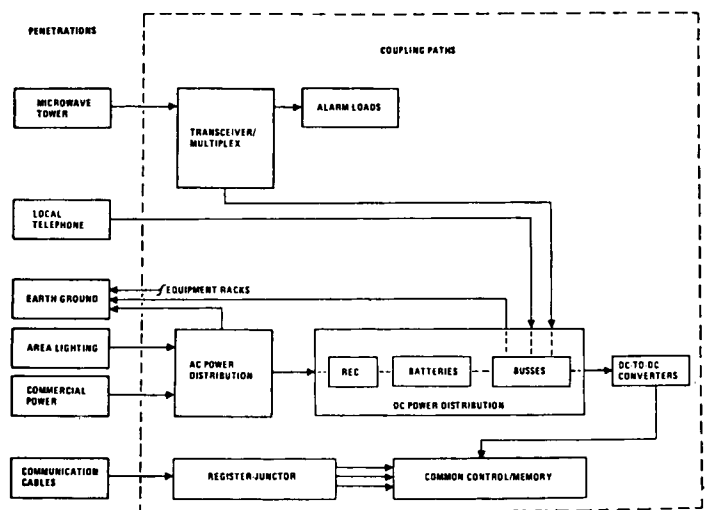 PENETRATIONS
COUPLING PATHS
MICROWAVE
TOWER
TRANSCEIVER/
MULTIPLEX
ALARM LOADS
LOCAL
TELEPHONE
EARTH GROUND
EQUIPMENT RACKS
AREA LIGHTING
COMMERCIAL
POWER
AC POWER
DISTRIBUTION
REC
BATTERIES
BUSSES
DC POWER DISTRIBUTION
DC-TO-DC
CONVERTERS
COMMUNICATION
CABLES
REGISTER-JUNCTOR
COMMON CONTROL/MEMORY